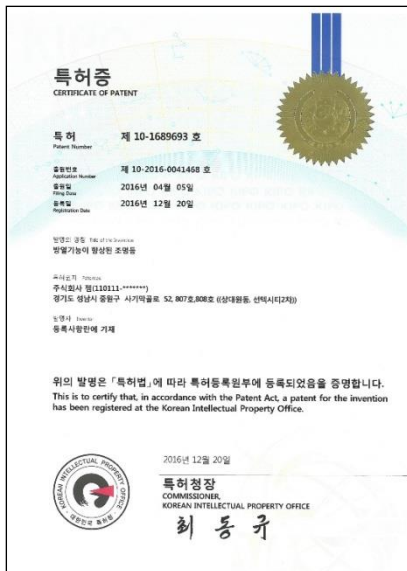 특허증
CERTIFICATE OF PATENT
특 허 제 10-1689693 호
Patent Number
출원번호 제 10-2016-0041468 호
Application Number
출원일 2016년 04월 05일
Filing Date
등록일 2016년 12월 20일
Registration Date
발명의 명칭 Title of the Invention
방열기능이 향상된 조명등
특허권자 Patentee
주식회사 젬(110111-*******)
경기도 성남시 중원구 사기막골로 52, 807호,808호 ((상대원동, 선텍시티2차))
발명자 Inventor
등록사항란에 기재
위의 발명은 「특허법」에 따라 특허등록원부에 등록되었음을 증명합니다.
This is to certify that, in accordance with the Patent Act, a patent for the invention
has been registered at the Korean Intellectual Property Office.
2016년 12월 20일
특허청장
COMMISSIONER,
KOREAN INTELLECTUAL PROPERTY OFFICE
최동규
KOREAN INTELLECTUAL PROPERTY OFFICE
대한민국 특허청